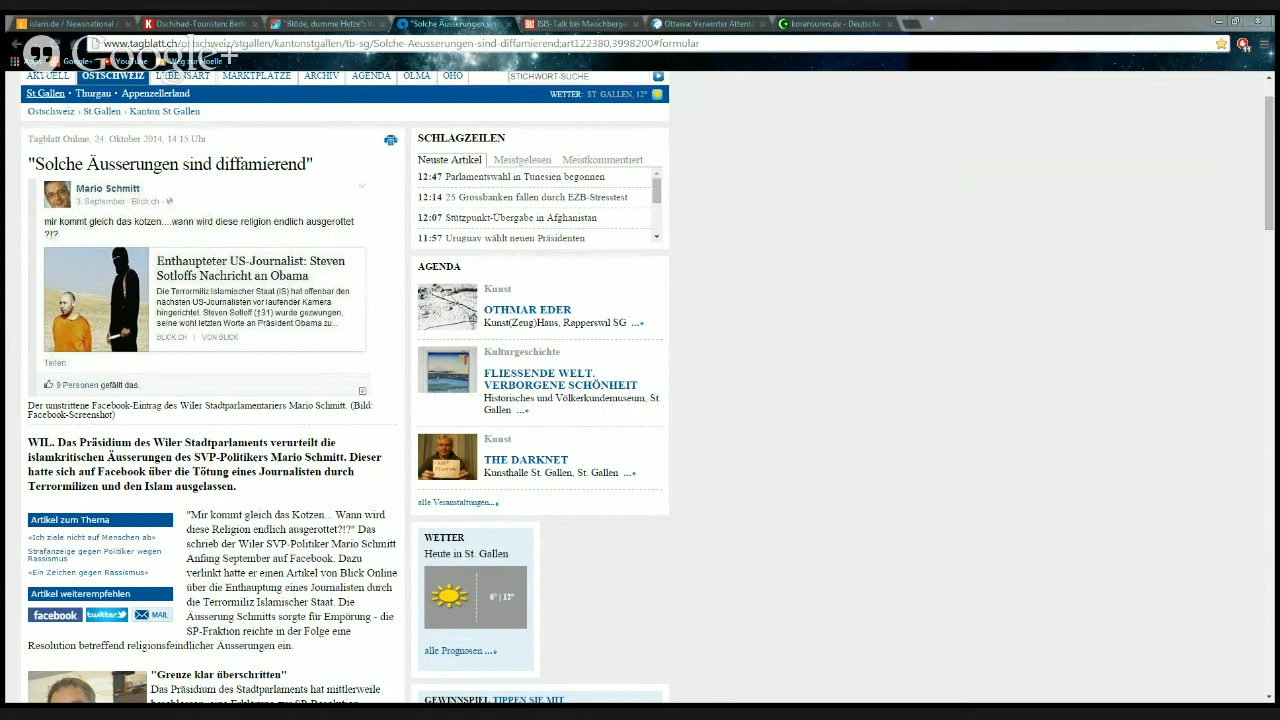 islam.de / Newsnational /
Dschihad-Touristen: Berlin
"Blöde, dumme Hetze":
"Solche Äusserungen sind
ISIS-Talk bei Maischberge
Ottawa: Verwirrter Attent
koransuren.de - Deutsche
www.tagblatt.ch/ostschweiz/stgallen/kantonstgallen/tb-sg/Solche-Aeusserungen-sind-diffamierend;art122380,3998200#formular
Google+
Apps Google+ YouTube Weg zur Quelle
AKTUELL OSTSCHWEIZ LEBENSART MARKTPLÄTZE ARCHIV AGENDA OLMA OHO STICHWORT-SUCHE
St.Gallen • Thurgau • Appenzellerland
WETTER: ST. GALLEN, 12°
Ostschweiz › St.Gallen › Kanton St.Gallen
Tagblatt Online, 24. Oktober 2014, 14:15 Uhr
"Solche Äusserungen sind diffamierend"
Mario Schmitt
3. September · Blick.ch ·
mir kommt gleich das kotzen....wann wird diese religion endlich ausgerottet
?!?
Enthaupteter US-Journalist: Steven
Sotloffs Nachricht an Obama
Die Terrormiliz Islamischer Staat (IS) hat offenbar den
nächsten US-Journalisten vor laufender Kamera
hingerichtet. Steven Sotloff (†31) wurde gezwungen,
seine wohl letzten Worte an Präsident Obama zu...
BLICK.CH | VON BLICK
Teilen
9 Personen gefällt das.
Der umstrittene Facebook-Eintrag des Wiler Stadtparlamentariers Mario Schmitt. (Bild:
Facebook-Screenshot)
WIL. Das Präsidium des Wiler Stadtparlaments verurteilt die
islamkritischen Äusserungen des SVP-Politikers Mario Schmitt. Dieser
hatte sich auf Facebook über die Tötung eines Journalisten durch
Terrormilizen und den Islam ausgelassen.
Artikel zum Thema
«Ich ziele nicht auf Menschen ab»
Strafanzeige gegen Politiker wegen
Rassismus
«Ein Zeichen gegen Rassismus»
Artikel weiterempfehlen
facebook twitter MAIL
"Mir kommt gleich das Kotzen... Wann wird
diese Religion endlich ausgerottet?!?" Das
schrieb der Wiler SVP-Politiker Mario Schmitt
Anfang September auf Facebook. Dazu
verlinkt hatte er einen Artikel von Blick Online
über die Enthauptung eines Journalisten durch
die Terrormiliz Islamischer Staat. Die
Äusserung Schmitts sorgte für Empörung - die
SP-Fraktion reichte in der Folge eine
Resolution betreffend religionsfeindlicher Äusserungen ein.
"Grenze klar überschritten"
Das Präsidium des Stadtparlaments hat mittlerweile
SCHLAGZEILEN
Neuste Artikel Meistgelesen Meistkommentiert
12:47 Parlamentswahl in Tunesien begonnen
12:14 25 Grossbanken fallen durch EZB-Stresstest
12:07 Stützpunkt-Übergabe in Afghanistan
11:57 Uruguay wählt neuen Präsidenten
AGENDA
Kunst
OTHMAR EDER
Kunst(Zeug)Haus, Rapperswil SG ...»
Kulturgeschichte
FLIESSENDE WELT.
VERBORGENE SCHÖNHEIT
Historisches und Völkerkundemuseum, St.
Gallen ...»
Kunst
THE DARKNET
Kunsthalle St. Gallen, St. Gallen ...»
alle Veranstaltungen...»
WETTER
Heute in St. Gallen
6° | 12°
alle Prognosen ...»
GEWINNSPIEL TIPPEN SIE MIT